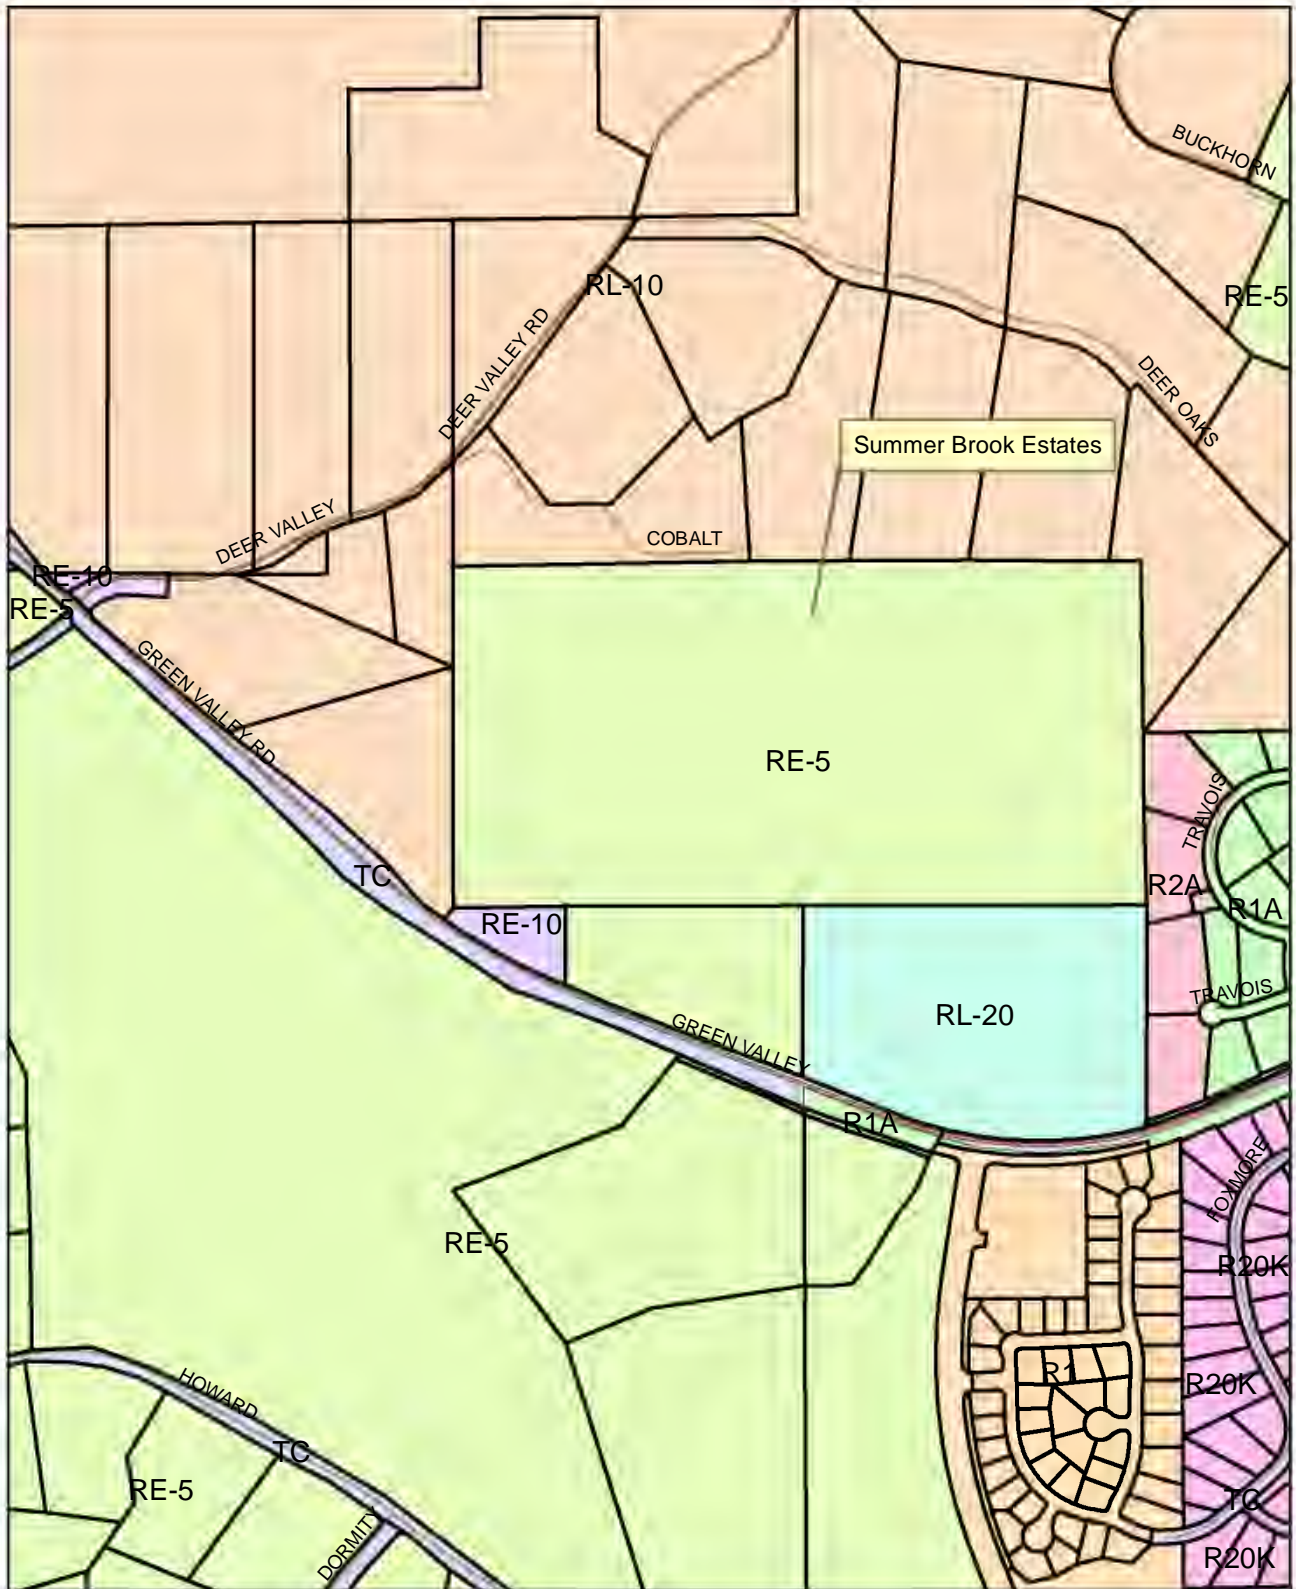 BUCKHORN
RL-10
RE-5
DEER VALLEY RD
DEER OAKS
Summer Brook Estates
DEER VALLEY
COBALT
RE-10
RE-5
GREEN VALLEY RD
RE-5
TRAVOIS
TC
R2A
R1A
RE-10
TRAVOIS
RL-20
GREEN VALLEY
R1A
FOXMORE
RE-5
R20K
R1
R20K
HOWARD
TC
RE-5
TC
DORMITY
R20K